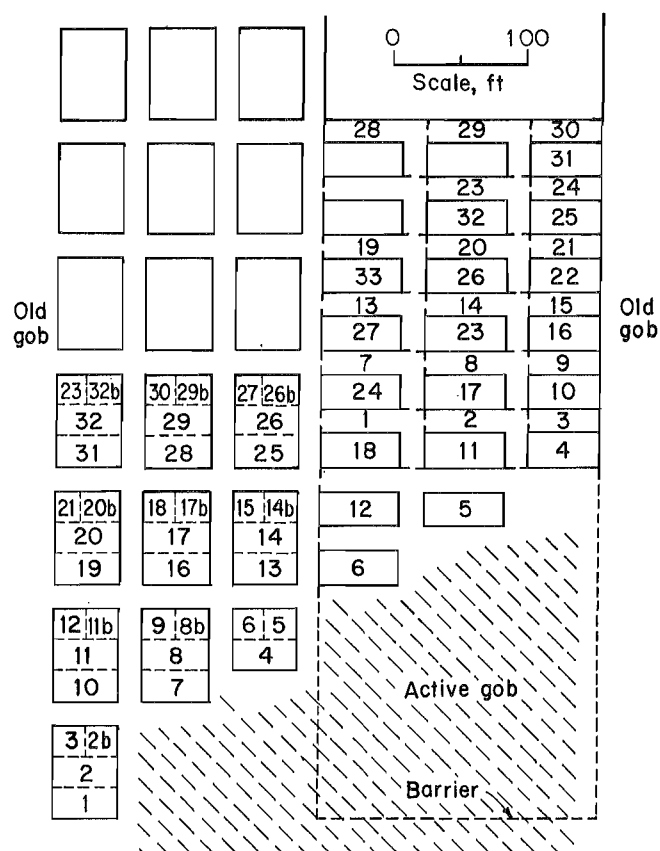 0 100
Scale, ft
28 29 30
31
23 24
32 25
19 20 21
33 26 22
Old gob
13 14 15
Old gob
27 23 16
7 8 9
23 32b 30 29b 27 26b
24 17 10
32 29 26
1 2 3
31 28 25
18 11 4
21 20b 18 17b 15 14b
12 5
20 17 14
19 16 13
6
12 11b 9 8b 6 5
11 8 4
10 7
Active gob
3 2b
2
Barrier
1